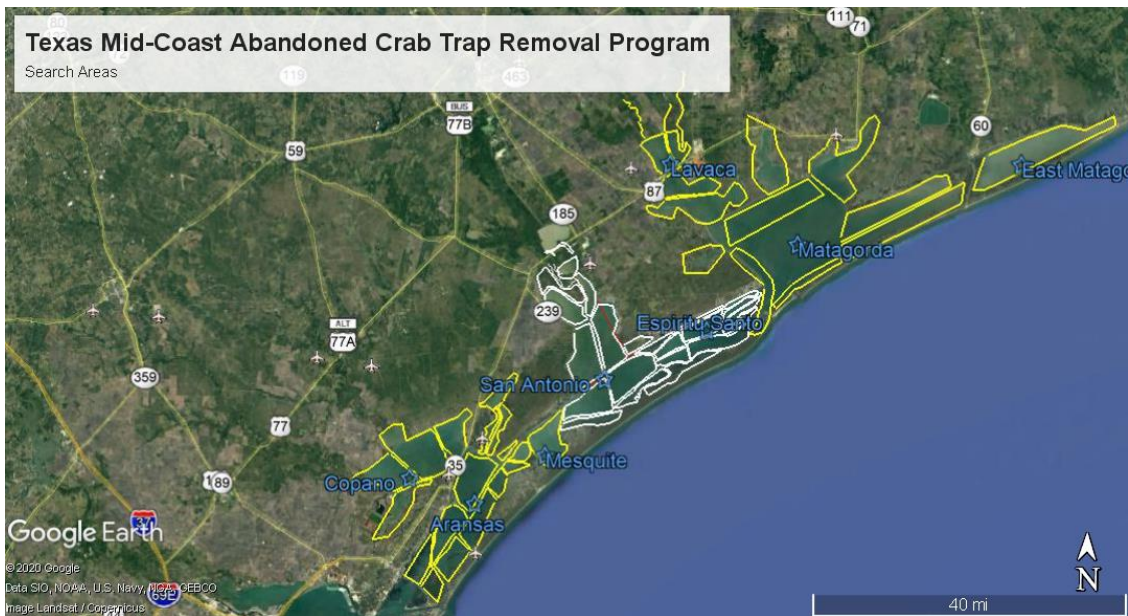 Texas Mid-Coast Abandoned Crab Trap Removal Program
Search Areas
111
71
119
463
BUS
77B
60
59
Lavaca
East Matago
87
185
Matagorda
239
Espiritu Santo
ALT
77A
San Antonio
359
77
35
Mesquite
89
Copano
Aransas
Google Earth
37
© 2020 Google
Data SIO, NOAA, U.S. Navy, NGA, GEBCO
69E
Image Landsat / Copernicus
N
40 mi